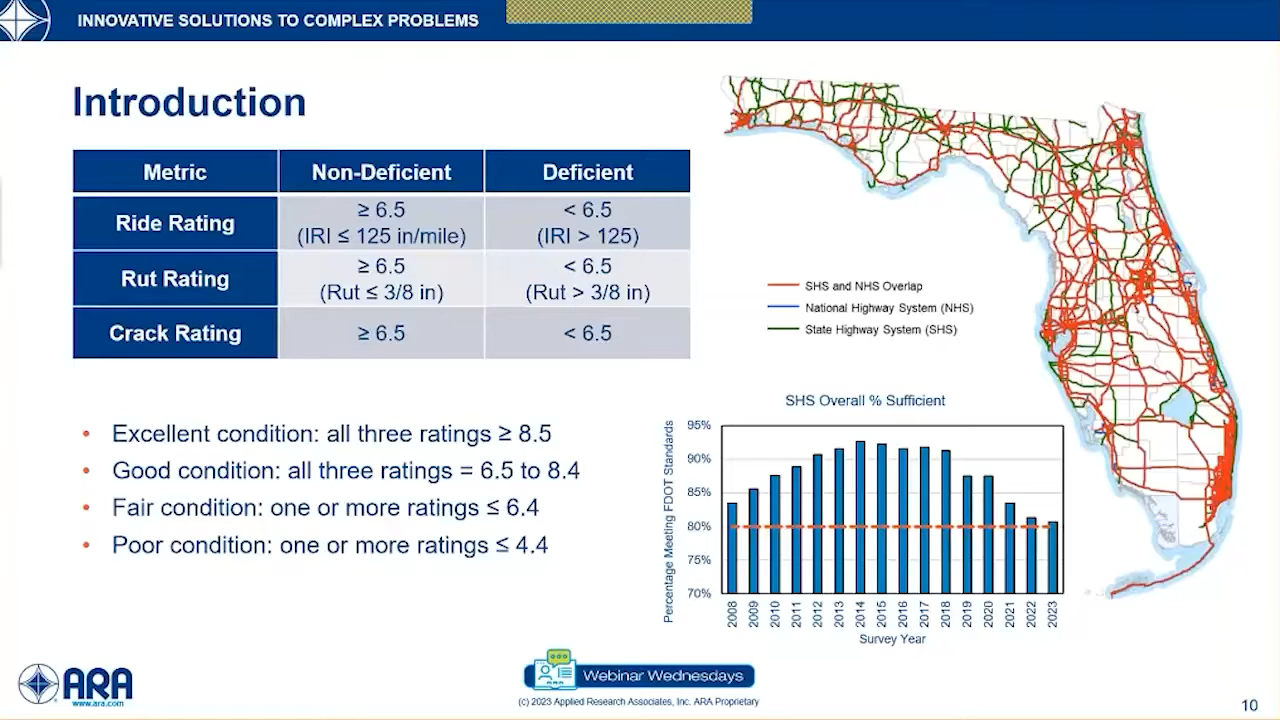 INNOVATIVE SOLUTIONS TO COMPLEX PROBLEMS
Introduction
Metric Non-Deficient Deficient
Ride Rating ≥ 6.5 (IRI ≤ 125 in/mile) < 6.5 (IRI > 125)
Rut Rating ≥ 6.5 (Rut ≤ 3/8 in) < 6.5 (Rut > 3/8 in)
Crack Rating ≥ 6.5 < 6.5
• Excellent condition: all three ratings ≥ 8.5
• Good condition: all three ratings = 6.5 to 8.4
• Fair condition: one or more ratings ≤ 6.4
• Poor condition: one or more ratings ≤ 4.4
SHS and NHS Overlap
National Highway System (NHS)
State Highway System (SHS)
SHS Overall % Sufficient
Percentage Meeting FDOT Standards
95%
90%
85%
80%
75%
70%
2008 2009 2010 2011 2012 2013 2014 2015 2016 2017 2018 2019 2020 2021 2022 2023
Survey Year
ARA
www.ara.com
Webinar Wednesdays
(c) 2023 Applied Research Associates, Inc. ARA Proprietary
10